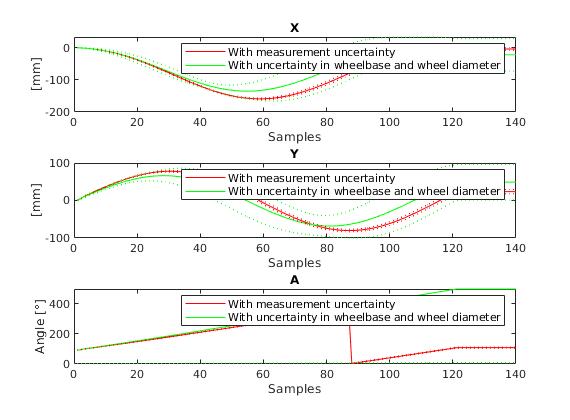 X
0
-100
-200
[mm]
With measurement uncertainty
With uncertainty in wheelbase and wheel diameter
0 20 40 60 80 100 120 140
Samples
Y
100
0
-100
[mm]
With measurement uncertainty
With uncertainty in wheelbase and wheel diameter
0 20 40 60 80 100 120 140
Samples
A
400
200
0
Angle [°]
With measurement uncertainty
With uncertainty in wheelbase and wheel diameter
0 20 40 60 80 100 120 140
Samples